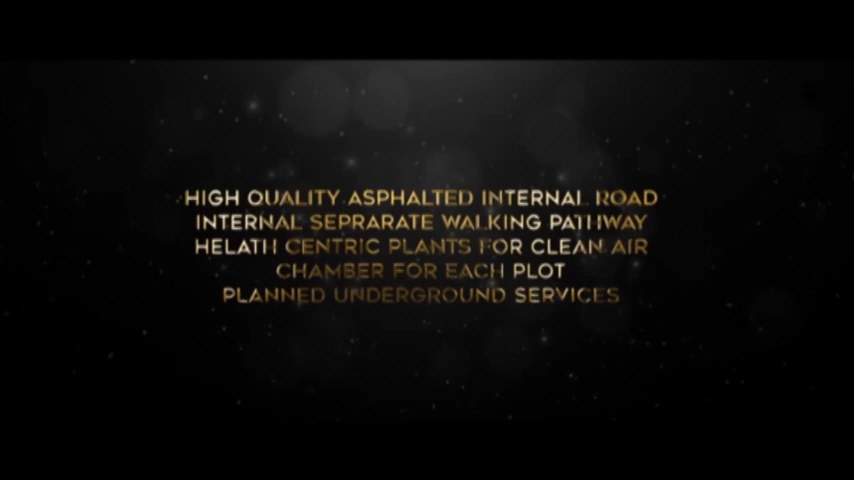 HIGH QUALITY ASPHALTED INTERNAL ROAD
INTERNAL SEPRARATE WALKING PATHWAY
HELATH CENTRIC PLANTS FOR CLEAN AIR
CHAMBER FOR EACH PLOT
PLANNED UNDERGROUND SERVICES